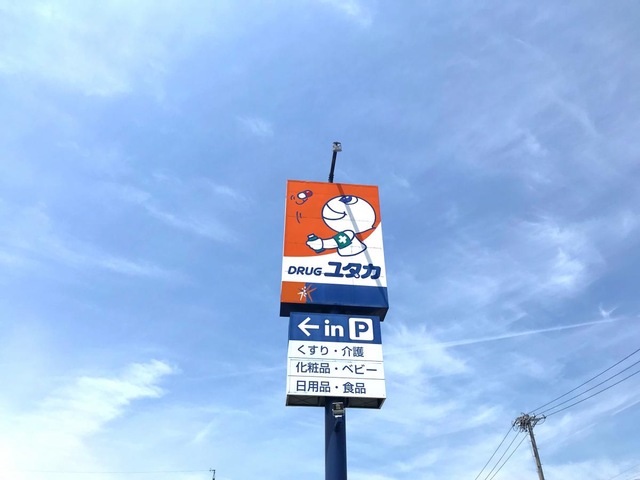 DRUG ユタカ
← in P
くすり・介護
化粧品・ベビー
日用品・食品